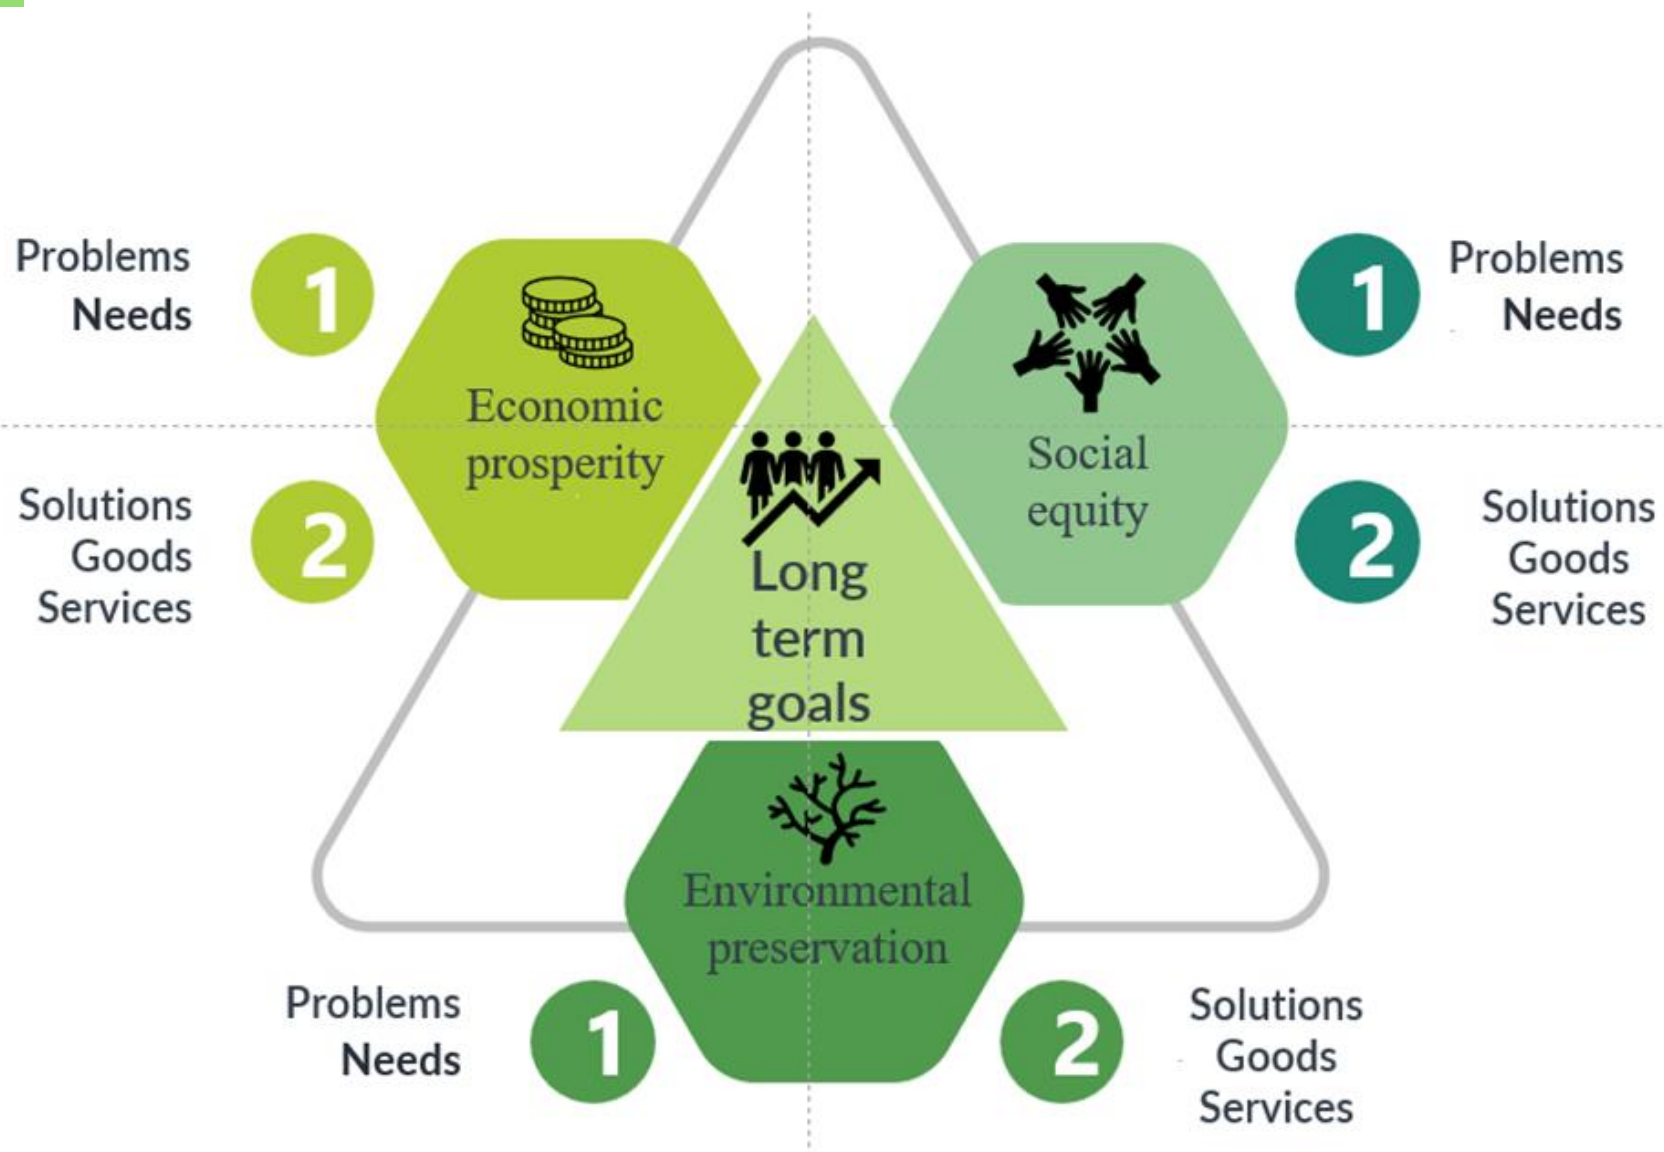 Problems
Needs
1
Economic
prosperity
Solutions
Goods
Services
2
1
Problems
Needs
Social
equity
2
Solutions
Goods
Services
Long
term
goals
Environmental
preservation
Problems
Needs
1
2
Solutions
Goods
Services